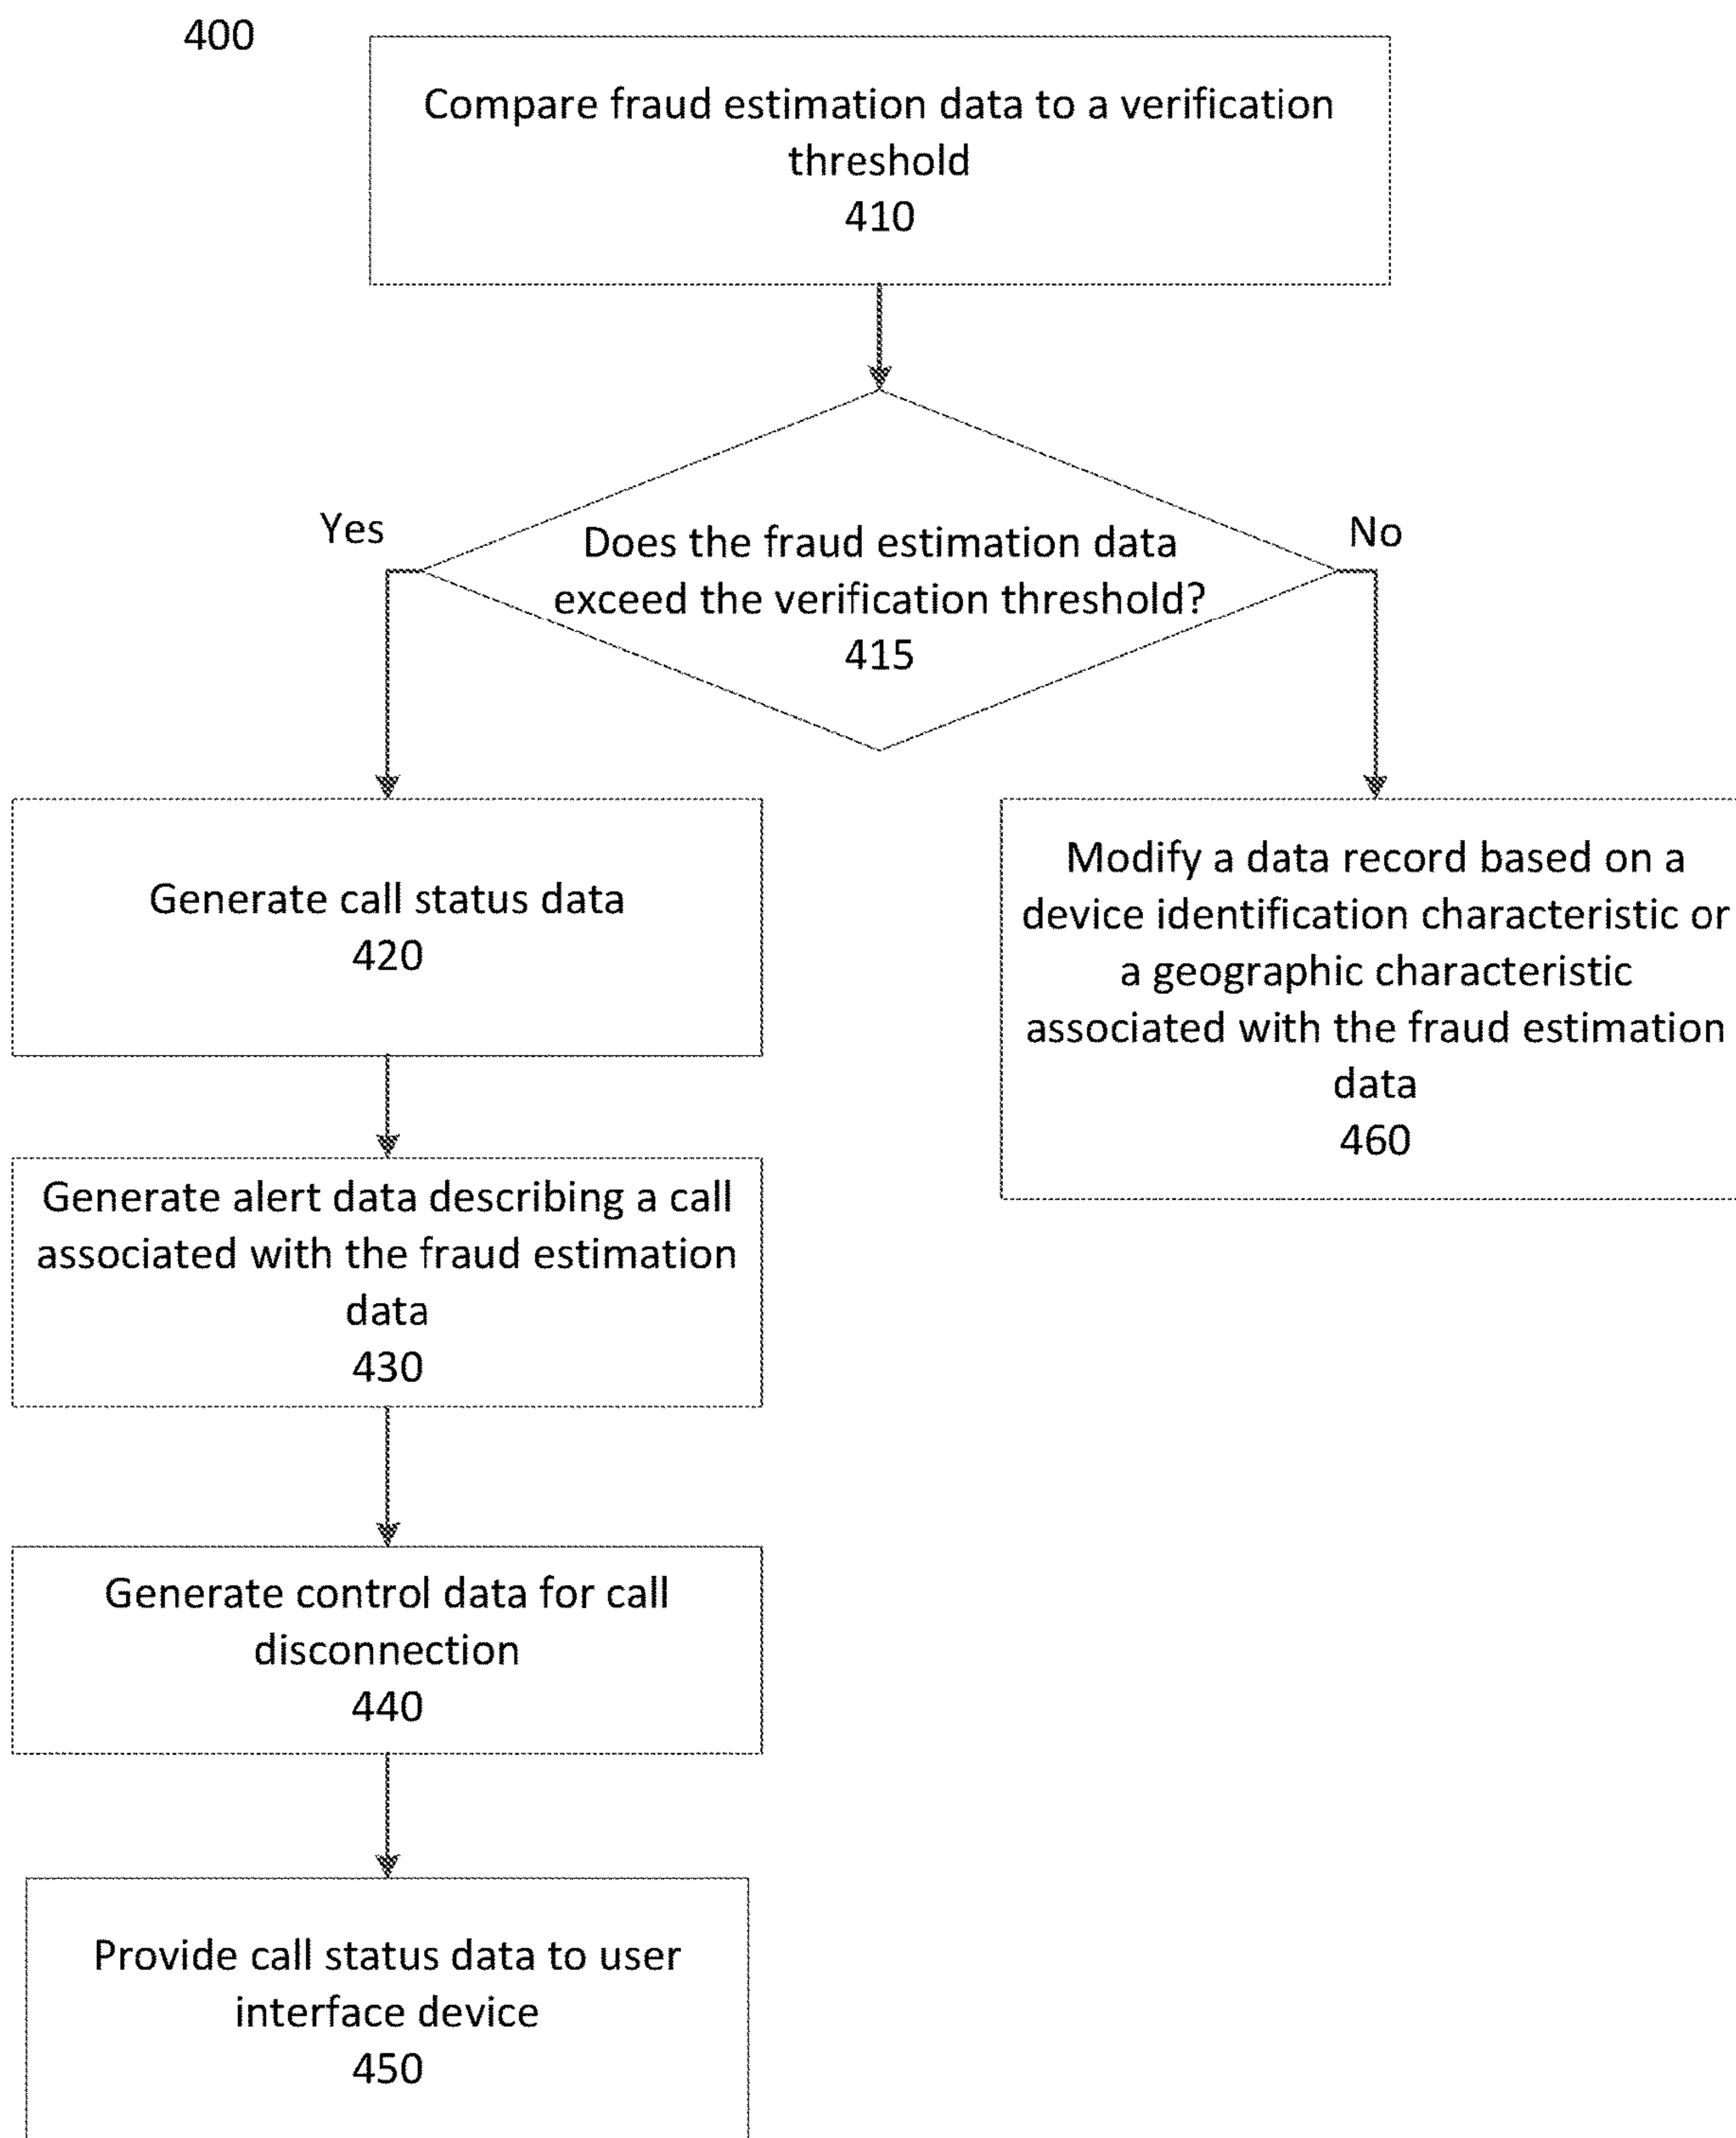 400
Compare fraud estimation data to a verification
threshold
410
Yes
No
Does the fraud estimation data
exceed the verification threshold?
415
Generate call status data
420
Modify a data record based on a
device identification characteristic or
a geographic characteristic
associated with the fraud estimation
data
460
Generate alert data describing a call
associated with the fraud estimation
data
430
Generate control data for call
disconnection
440
Provide call status data to user
interface device
450